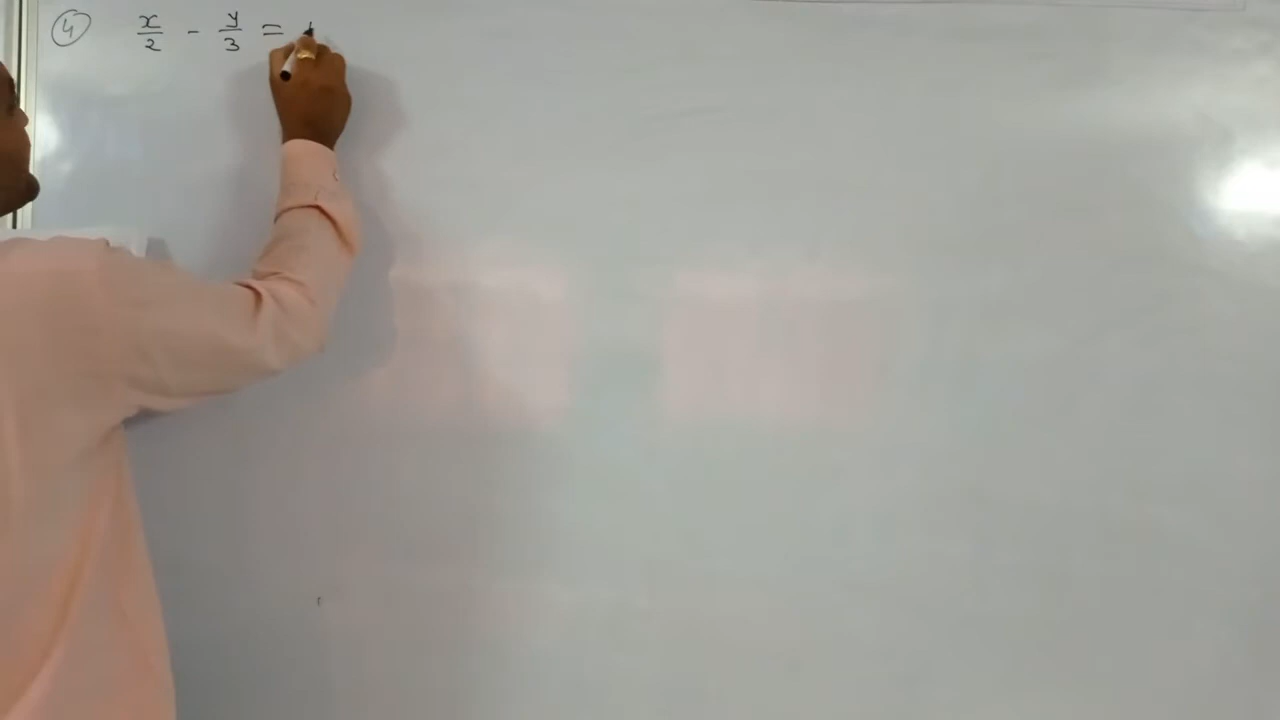 ④ x/2 - y/3 =